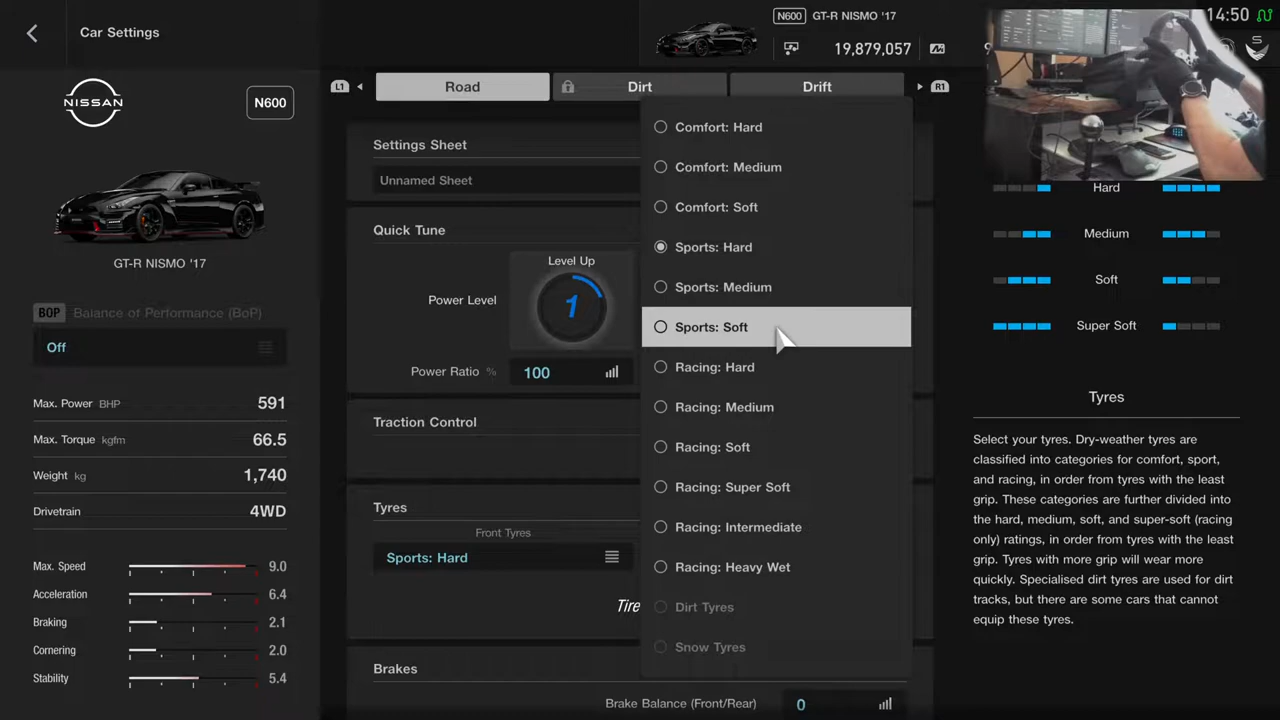 Car Settings
N600 GT-R NISMO '17
19,879,057
14:50
S
NISSAN
N600
GT-R NISMO '17
BOP Balance of Performance (BoP)
Off
Max. Power BHP 591
Max. Torque kgfm 66.5
Weight kg 1,740
Drivetrain 4WD
Max. Speed 9.0
Acceleration 6.4
Braking 2.1
Cornering 2.0
Stability 5.4
L1 Road Dirt Drift R1
Settings Sheet
Unnamed Sheet
Quick Tune
Level Up
Power Level 1
Power Ratio % 100
Traction Control
Tyres
Front Tyres
Sports: Hard
Tire
Brakes
Brake Balance (Front/Rear) 0
Comfort: Hard
Comfort: Medium
Comfort: Soft
Sports: Hard
Sports: Medium
Sports: Soft
Racing: Hard
Racing: Medium
Racing: Soft
Racing: Super Soft
Racing: Intermediate
Racing: Heavy Wet
Dirt Tyres
Snow Tyres
Hard
Medium
Soft
Super Soft
Tyres
Select your tyres. Dry-weather tyres are
classified into categories for comfort, sport,
and racing, in order from tyres with the least
grip. These categories are further divided into
the hard, medium, soft, and super-soft (racing
only) ratings, in order from tyres with the least
grip. Tyres with more grip will wear more
quickly. Specialised dirt tyres are used for dirt
tracks, but there are some cars that cannot
equip these tyres.